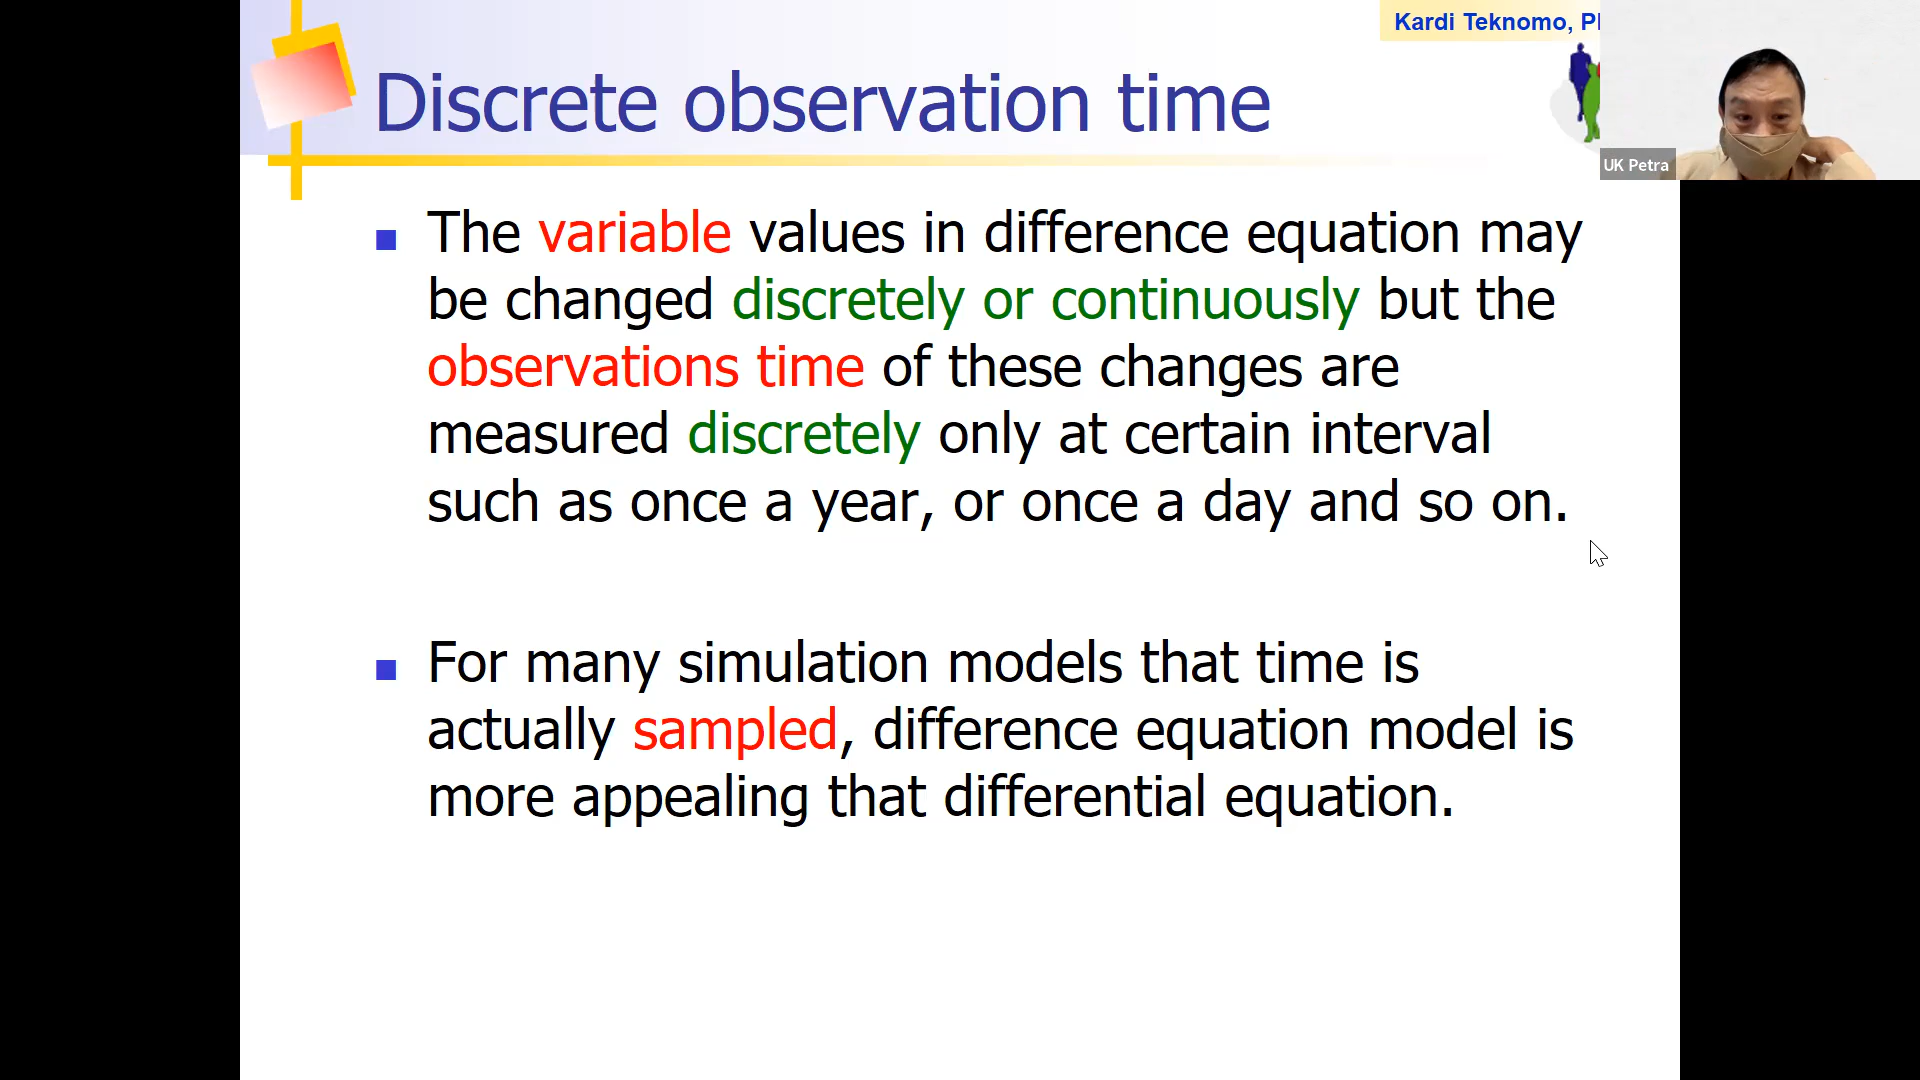 Kardi Teknomo, P
Discrete observation time
UK Petra
The variable values in difference equation may
be changed discretely or continuously but the
observations time of these changes are
measured discretely only at certain interval
such as once a year, or once a day and so on.
For many simulation models that time is
actually sampled, difference equation model is
more appealing that differential equation.